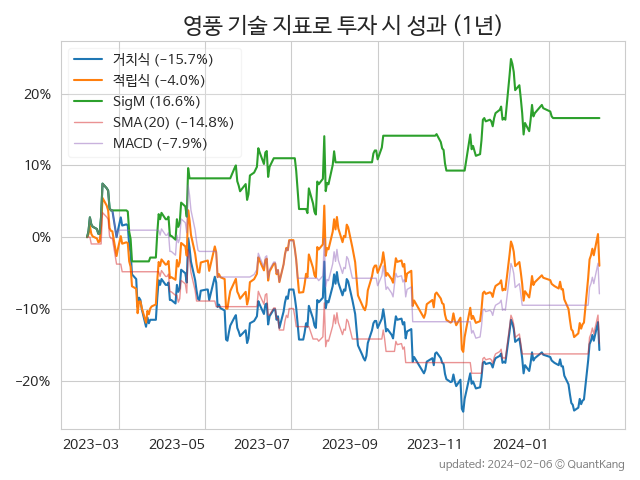 영풍 기술 지표로 투자 시 성과 (1년)
거치식 (−15.7%)
적립식 (−4.0%)
SigM (16.6%)
SMA(20) (−14.8%)
MACD (−7.9%)
20%
10%
0%
−10%
−20%
2023-03 2023-05 2023-07 2023-09 2023-11 2024-01
updated: 2024-02-06 © QuantKang